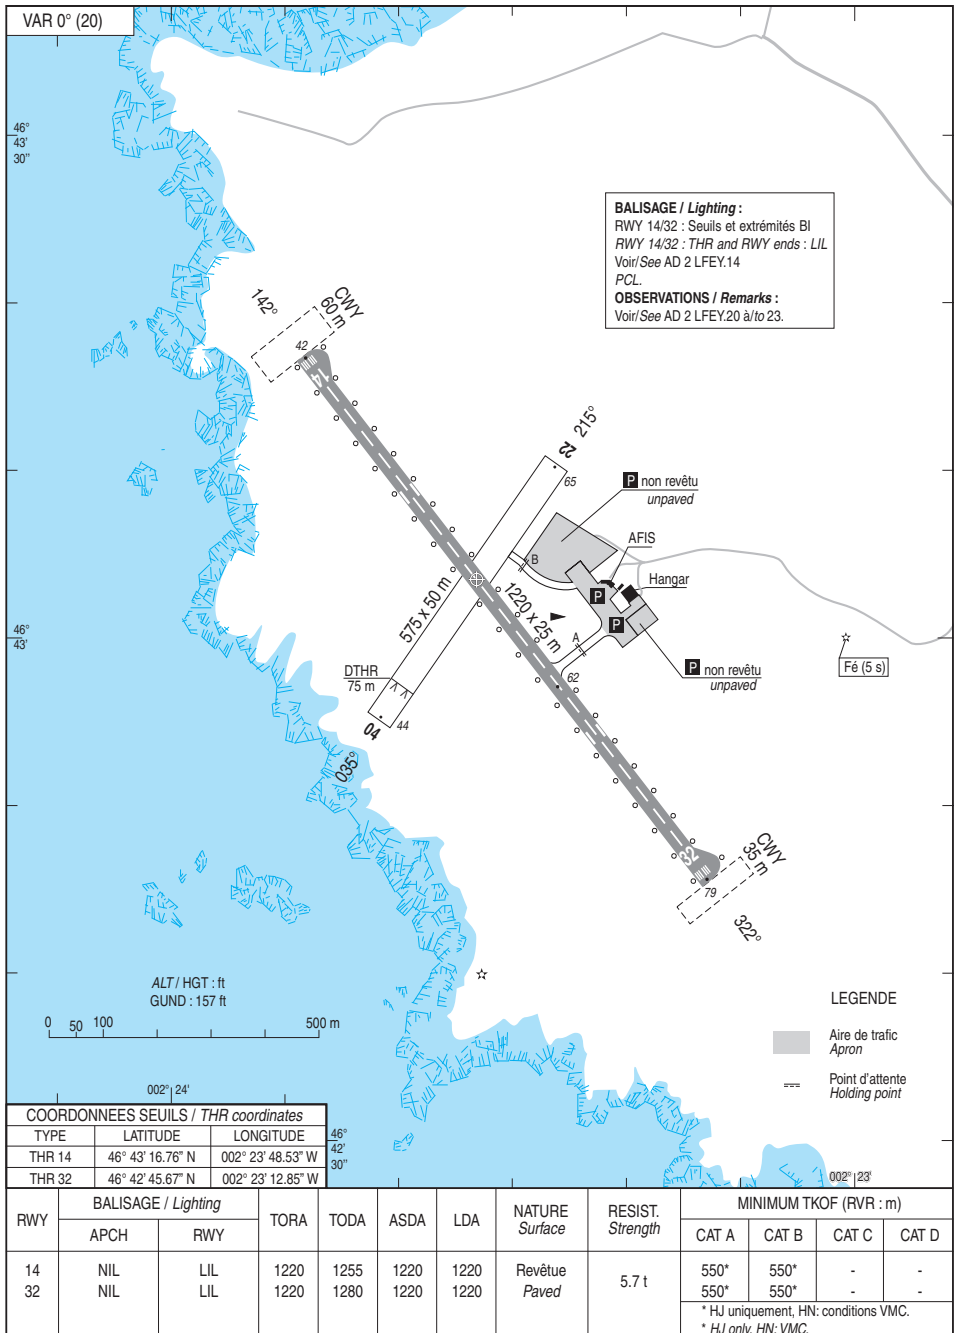 VAR 0° (20)
46°
43'
30"
BALISAGE / Lighting :
RWY 14/32 : Seuils et extrémités BI
RWY 14/32 : THR and RWY ends : LIL
Voir/See AD 2 LFEY.14
PCL.
OBSERVATIONS / Remarks :
Voir/See AD 2 LFEY.20 à/to 23.
142°
CWY
60 m
42
14
22
215°
65
P non revêtu
unpaved
AFIS
B
Hangar
P
575 x 50 m
1220 x 25 m
P
A
46°
43'
Fé (5 s)
DTHR
75 m
62
P non revêtu
unpaved
04
44
035°
32
CWY
35 m
79
322°
ALT / HGT : ft
GUND : 157 ft
0 50 100 500 m
LEGENDE
Aire de trafic
Apron
Point d'attente
Holding point
002° 24'
46°
42'
30"
002° 23'
COORDONNEES SEUILS / THR coordinates
TYPE LATITUDE LONGITUDE
THR 14 46° 43' 16.76" N 002° 23' 48.53" W
THR 32 46° 42' 45.67" N 002° 23' 12.85" W
RWY BALISAGE / Lighting TORA TODA ASDA LDA NATURE Surface RESIST. Strength MINIMUM TKOF (RVR : m)
APCH RWY CAT A CAT B CAT C CAT D
14 NIL LIL 1220 1255 1220 1220 Revêtue 5.7 t 550* 550* - -
32 NIL LIL 1220 1280 1220 1220 Paved 550* 550* - -
* HJ uniquement, HN: conditions VMC.
* HJ only, HN: VMC.